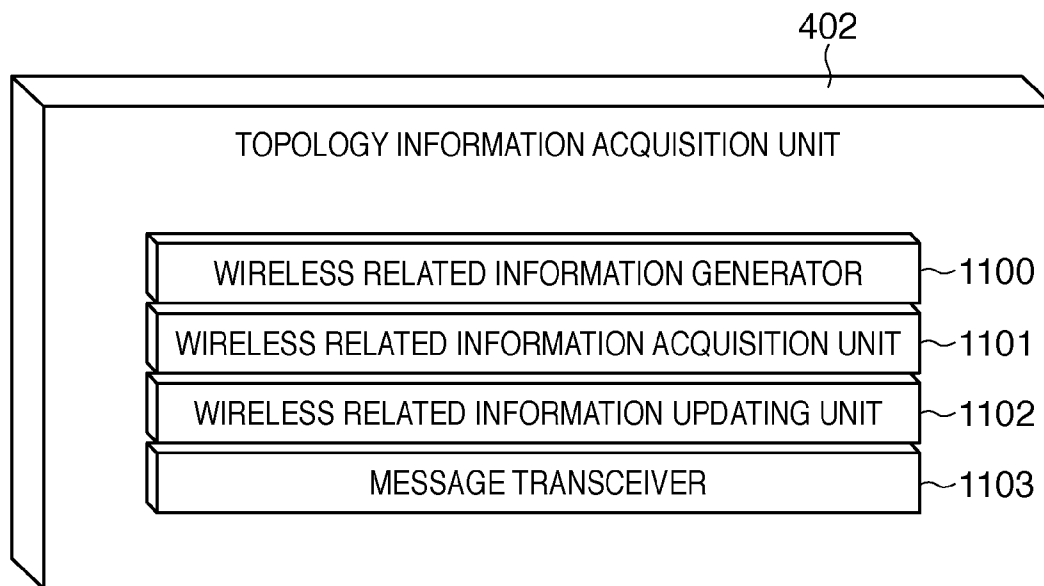 402
TOPOLOGY INFORMATION ACQUISITION UNIT
WIRELESS RELATED INFORMATION GENERATOR 1100
WIRELESS RELATED INFORMATION ACQUISITION UNIT 1101
WIRELESS RELATED INFORMATION UPDATING UNIT 1102
MESSAGE TRANSCEIVER 1103